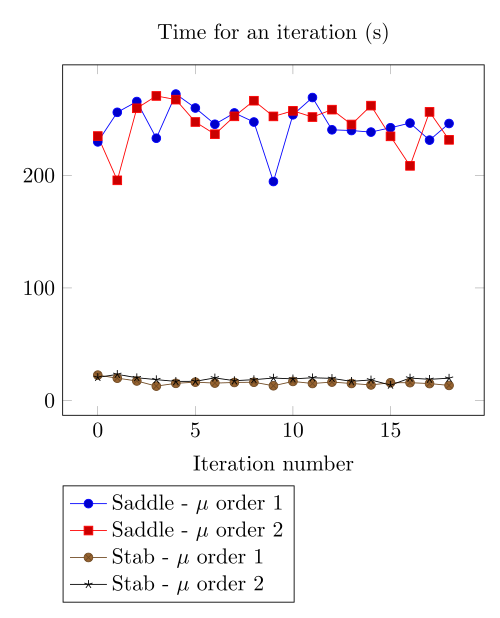 Time for an iteration (s)
200
100
0
0 5 10 15
Iteration number
Saddle - μ order 1
Saddle - μ order 2
Stab - μ order 1
Stab - μ order 2